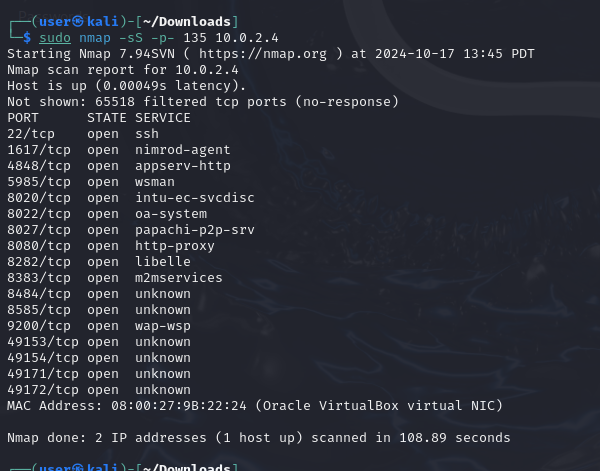 ┌──(user㉿kali)-[~/Downloads]
└─$ sudo nmap -sS -p- 135 10.0.2.4
Starting Nmap 7.94SVN ( https://nmap.org ) at 2024-10-17 13:45 PDT
Nmap scan report for 10.0.2.4
Host is up (0.00049s latency).
Not shown: 65518 filtered tcp ports (no-response)
PORT      STATE SERVICE
22/tcp    open  ssh
1617/tcp  open  nimrod-agent
4848/tcp  open  appserv-http
5985/tcp  open  wsman
8020/tcp  open  intu-ec-svcdisc
8022/tcp  open  oa-system
8027/tcp  open  papachi-p2p-srv
8080/tcp  open  http-proxy
8282/tcp  open  libelle
8383/tcp  open  m2mservices
8484/tcp  open  unknown
8585/tcp  open  unknown
9200/tcp  open  wap-wsp
49153/tcp open  unknown
49154/tcp open  unknown
49171/tcp open  unknown
49172/tcp open  unknown
MAC Address: 08:00:27:9B:22:24 (Oracle VirtualBox virtual NIC)
Nmap done: 2 IP addresses (1 host up) scanned in 108.89 seconds
┌──(user㉿kali)-[~/Downloads]